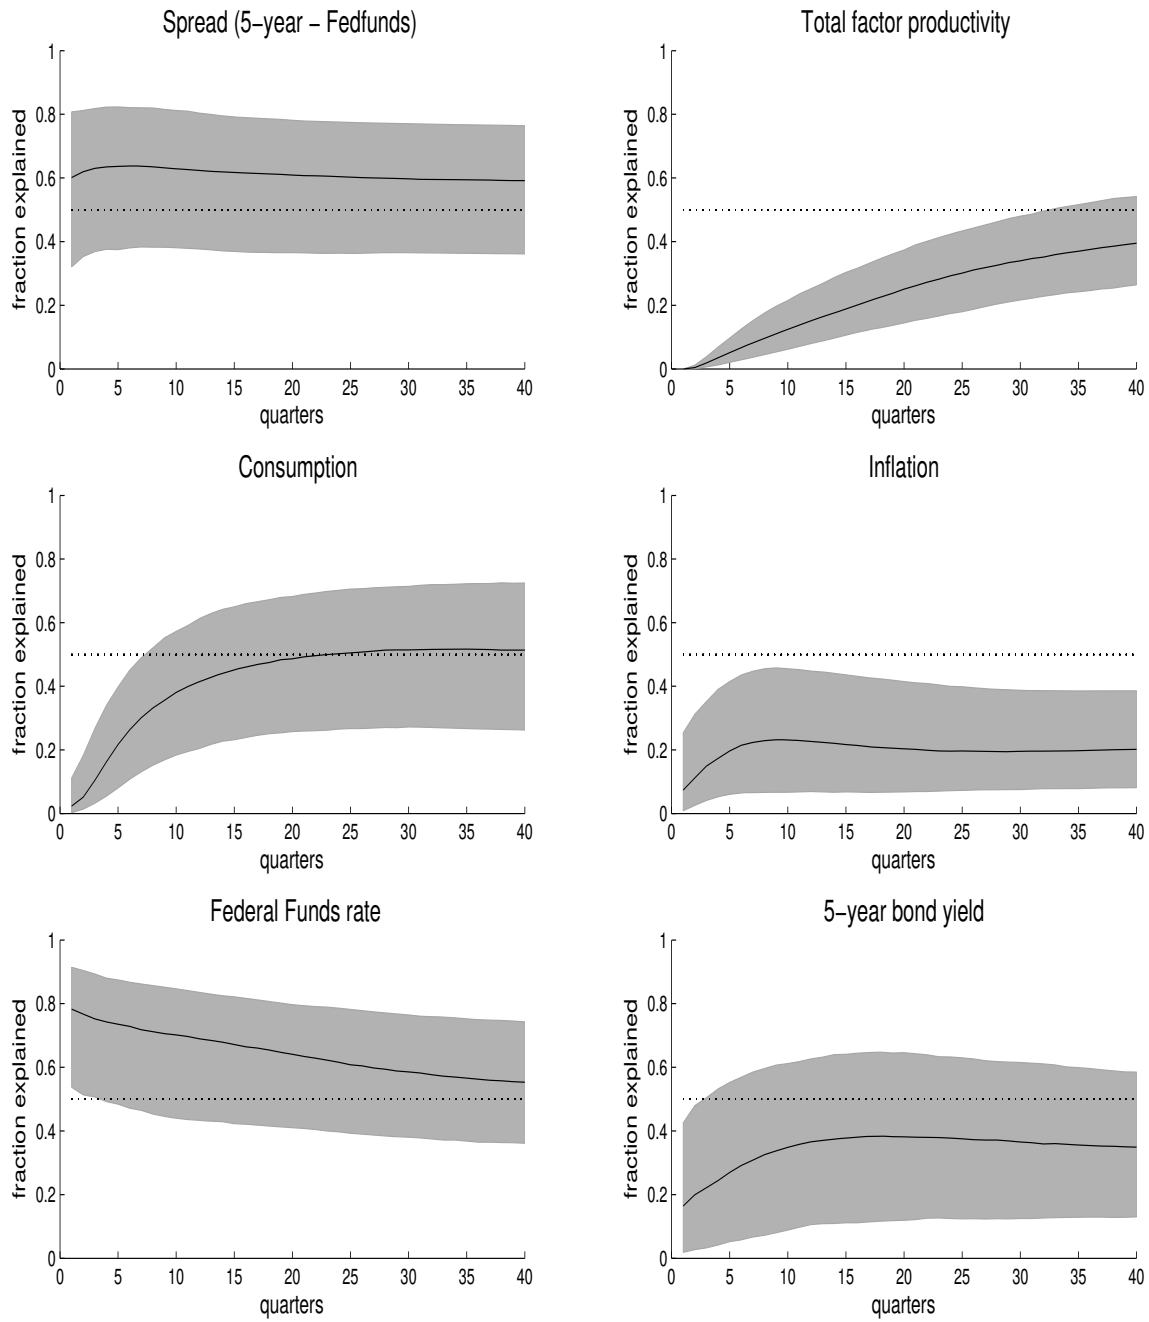 Spread (5−year − Fedfunds)
fraction explained
1
0.8
0.6
0.4
0.2
0
0 5 10 15 20 25 30 35 40
quarters
Total factor productivity
fraction explained
1
0.8
0.6
0.4
0.2
0
0 5 10 15 20 25 30 35 40
quarters
Consumption
fraction explained
1
0.8
0.6
0.4
0.2
0
0 5 10 15 20 25 30 35 40
quarters
Inflation
fraction explained
1
0.8
0.6
0.4
0.2
0
0 5 10 15 20 25 30 35 40
quarters
Federal Funds rate
fraction explained
1
0.8
0.6
0.4
0.2
0
0 5 10 15 20 25 30 35 40
quarters
5−year bond yield
fraction explained
1
0.8
0.6
0.4
0.2
0
0 5 10 15 20 25 30 35 40
quarters